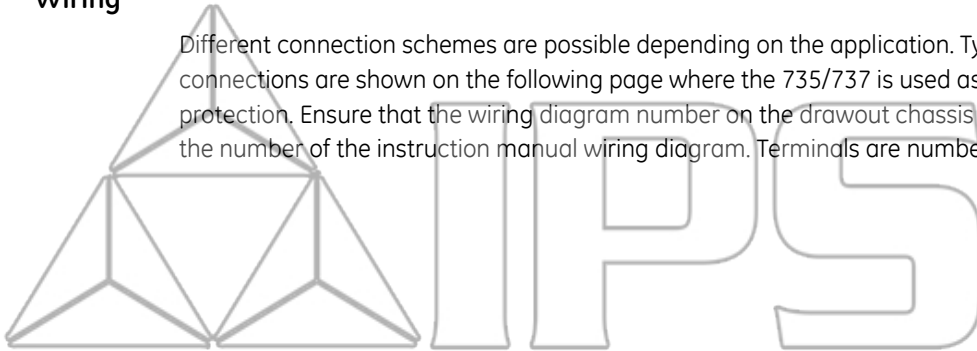 Wiring
Different connection schemes are possible depending on the application. Ty
connections are shown on the following page where the 735/737 is used as
protection. Ensure that the wiring diagram number on the drawout chassis
the number of the instruction manual wiring diagram. Terminals are numbe
IPS